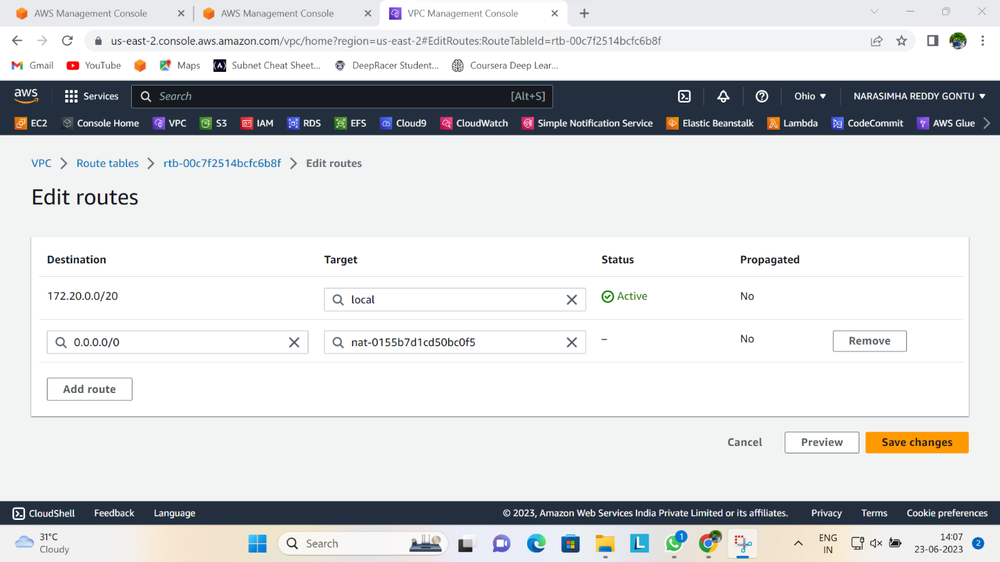 AWS Management Console
AWS Management Console
VPC Management Console
us-east-2.console.aws.amazon.com/vpc/home?region=us-east-2#EditRoutes:RouteTableId=rtb-00c7f2514bcfc6b8f
Gmail YouTube Maps Subnet Cheat Sheet... DeepRacer Student... Coursera Deep Lear...
aws Services Search [Alt+S] Ohio NARASIMHA REDDY GONTU
EC2 Console Home VPC S3 IAM RDS EFS Cloud9 CloudWatch Simple Notification Service Elastic Beanstalk Lambda CodeCommit AWS Glue
VPC Route tables rtb-00c7f2514bcfc6b8f Edit routes
Edit routes
Destination Target Status Propagated
172.20.0.0/20 local Active No
0.0.0.0/0 nat-0155b7d1cd50bc0f5 – No Remove
Add route
Cancel Preview Save changes
CloudShell Feedback Language © 2023, Amazon Web Services India Private Limited or its affiliates. Privacy Terms Cookie preferences
31°C
Cloudy
Search
L
1
ENG
IN
14:07
23-06-2023
2